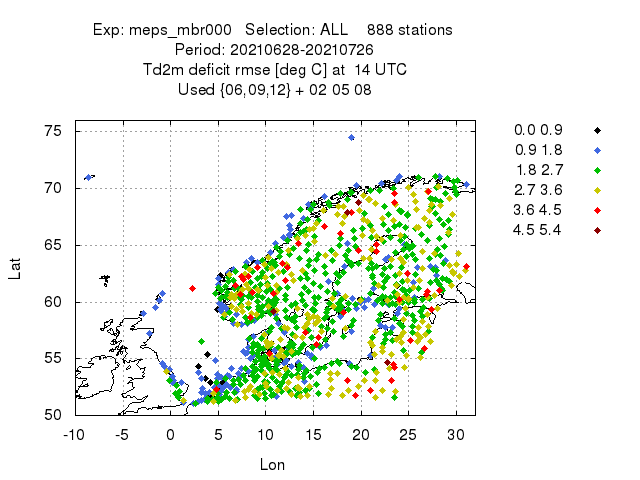 Exp: meps_mbr000   Selection: ALL    888 stations
Period: 20210628-20210726
Td2m deficit rmse [deg C] at  14 UTC
Used {06,09,12} + 02 05 08
0.0 0.9
0.9 1.8
1.8 2.7
2.7 3.6
3.6 4.5
4.5 5.4
75
70
65
60
55
50
Lat
-10 -5 0 5 10 15 20 25 30
Lon